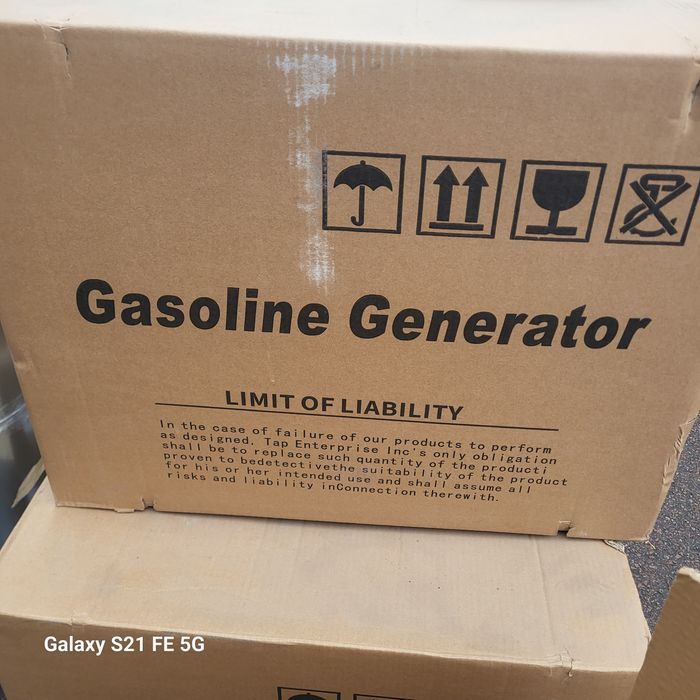 Gasoline Generator
LIMIT OF LIABILITY
In the case of failure of our products to perform
as designed, Tap Enterprise Inc's only obligation
shall be to replace such quantity of the producti
proven to bedetectivethe suitability of the product
for his or her intended use and shall assume all
risks and liability inConnection therewith.
Galaxy S21 FE 5G